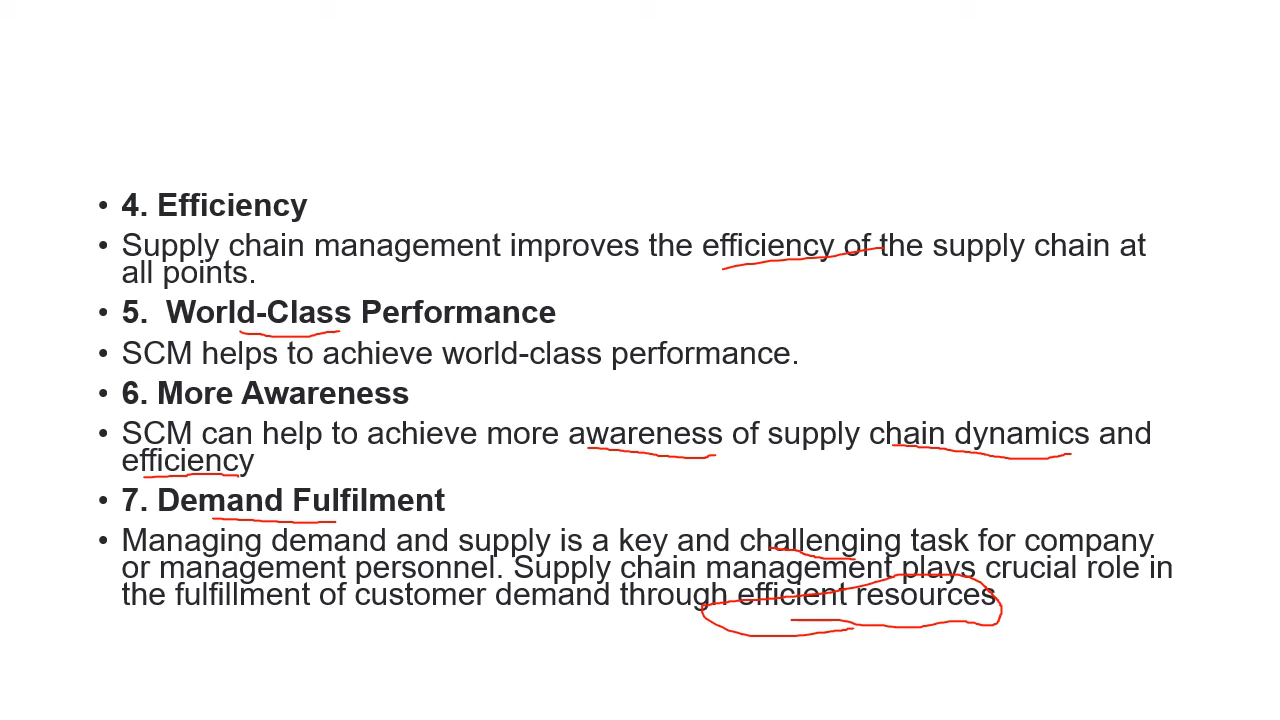 • 4. Efficiency
• Supply chain management improves the efficiency of the supply chain at
all points.
• 5.  World-Class Performance
• SCM helps to achieve world-class performance.
• 6. More Awareness
• SCM can help to achieve more awareness of supply chain dynamics and
efficiency
• 7. Demand Fulfilment
• Managing demand and supply is a key and challenging task for company
or management personnel. Supply chain management plays crucial role in
the fulfillment of customer demand through efficient resources